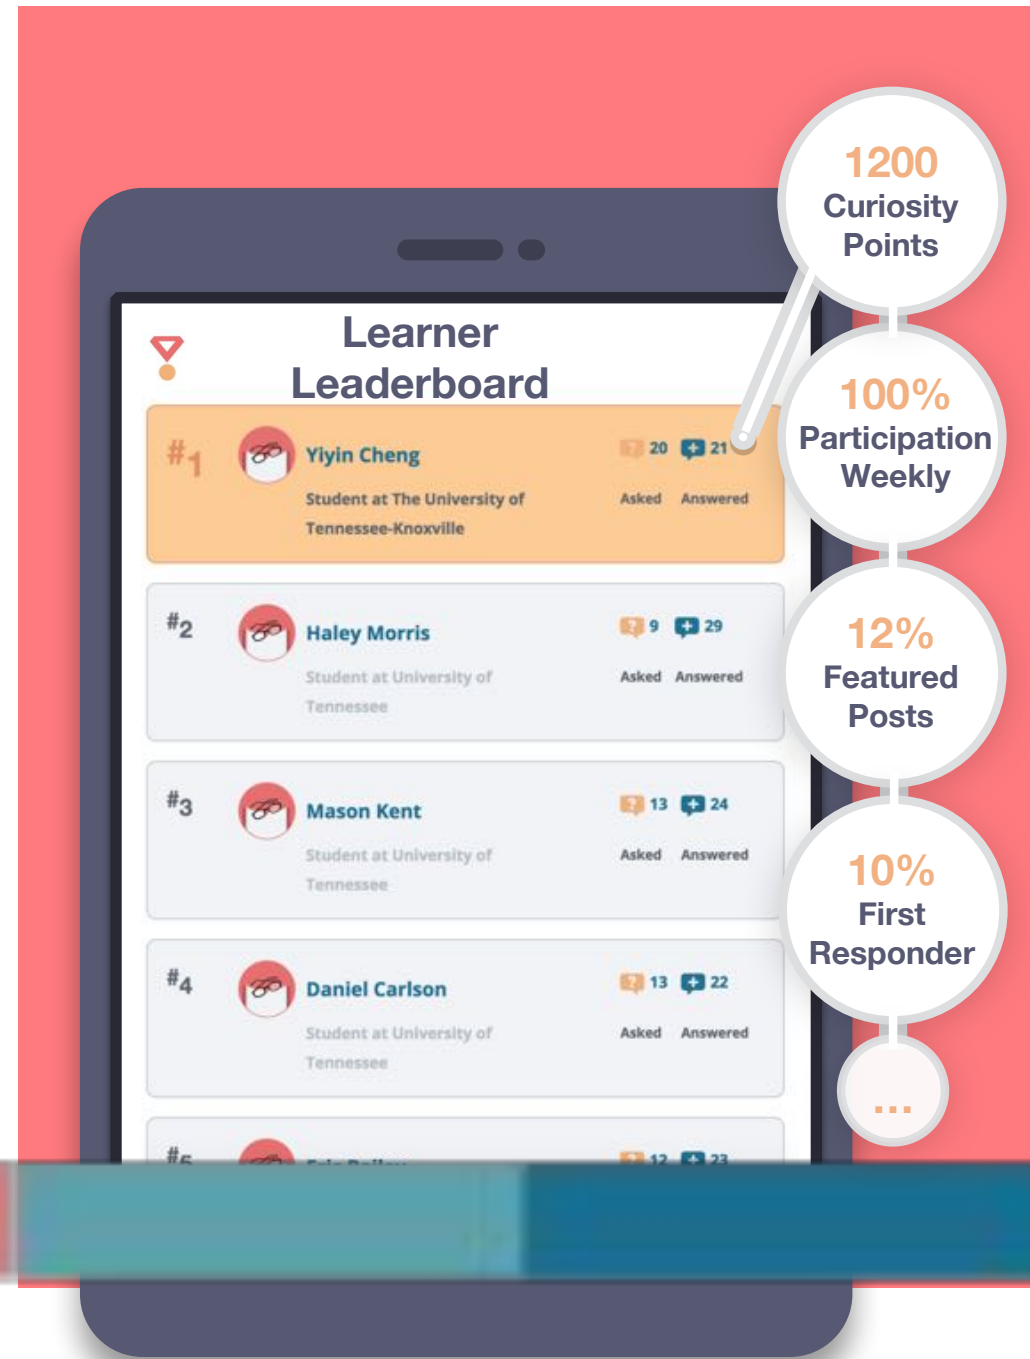 1200
Curiosity
Points
Learner
Leaderboard
100%
Participation
Weekly
#1
Yiyin Cheng
20 21
Student at The University of
Tennessee-Knoxville
Asked Answered
#2
Haley Morris
9 29
Student at University of
Tennessee
Asked Answered
12%
Featured
Posts
#3
Mason Kent
13 24
Student at University of
Tennessee
Asked Answered
10%
First
Responder
#4
Daniel Carlson
13 22
Student at University of
Tennessee
Asked Answered
...
#5
12 23